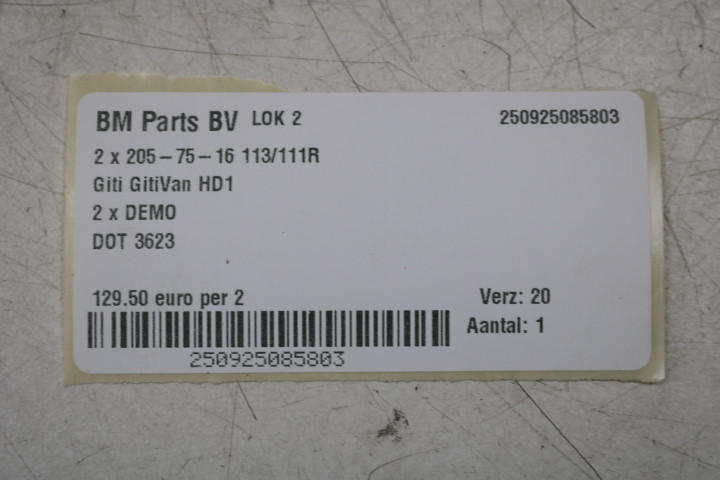 BM Parts BV LOK 2 250925085803
2 x 205-75-16 113/111R
Giti GitiVan HD1
2 x DEMO
DOT 3623
129.50 euro per 2 Verz: 20
Aantal: 1
250925085803